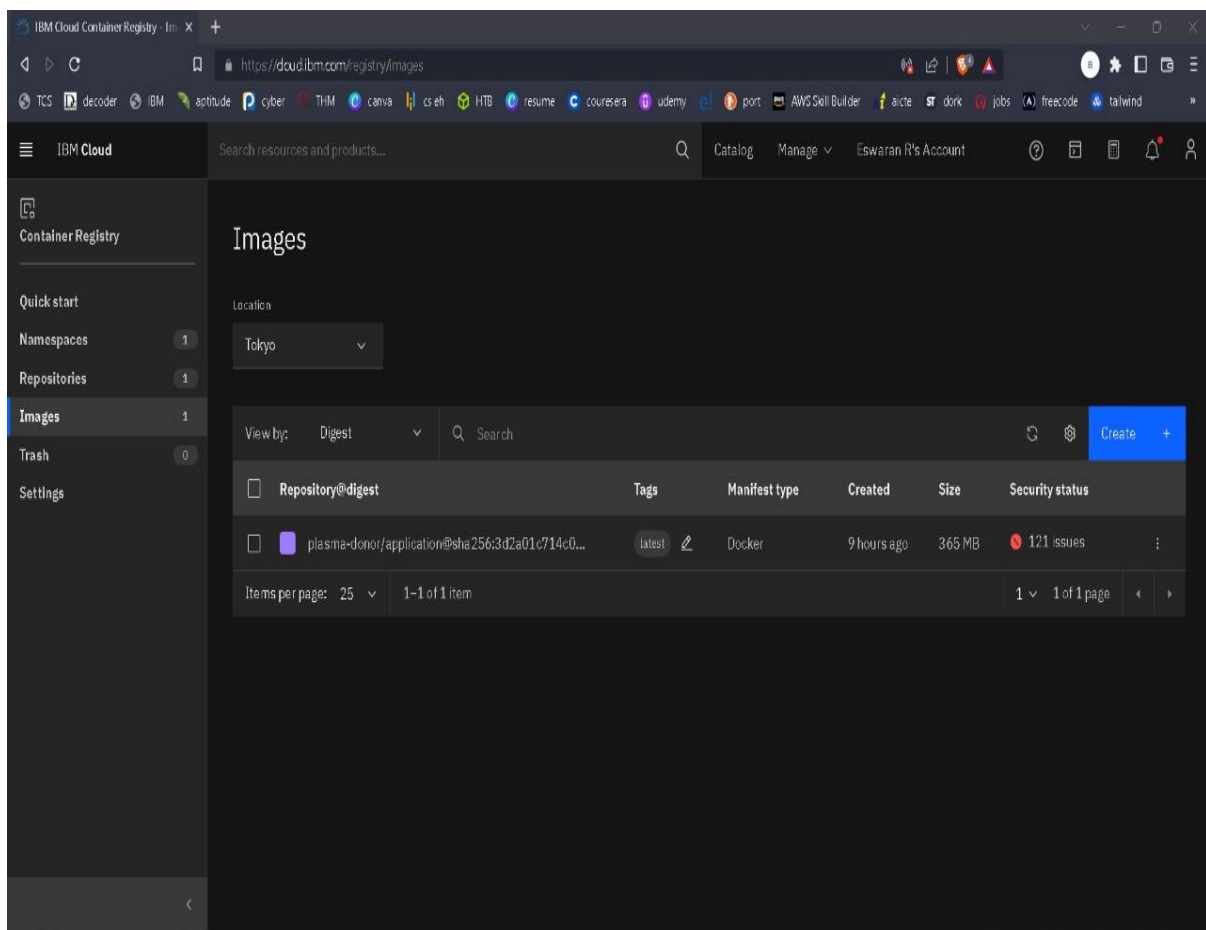 IBM Cloud Container Registry - Im
https://cloud.ibm.com/registry/images
TCS decoder IBM aptitude cyber THM canva cs eh HTB resume couresera udemy port AWS Skill Builder aicte dork jobs freecode tailwind
IBM Cloud Search resources and products... Catalog Manage Eswaran R's Account
Container Registry
Quick start
Namespaces 1
Repositories 1
Images 1
Trash 0
Settings
Images
Location
Tokyo
View by: Digest Search Create +
Repository@digest Tags Manifest type Created Size Security status
plasma-donor/application@sha256:3d2a01c714c0... latest Docker 9 hours ago 365 MB 121 issues
Items per page: 25 1–1 of 1 item 1 1 of 1 page